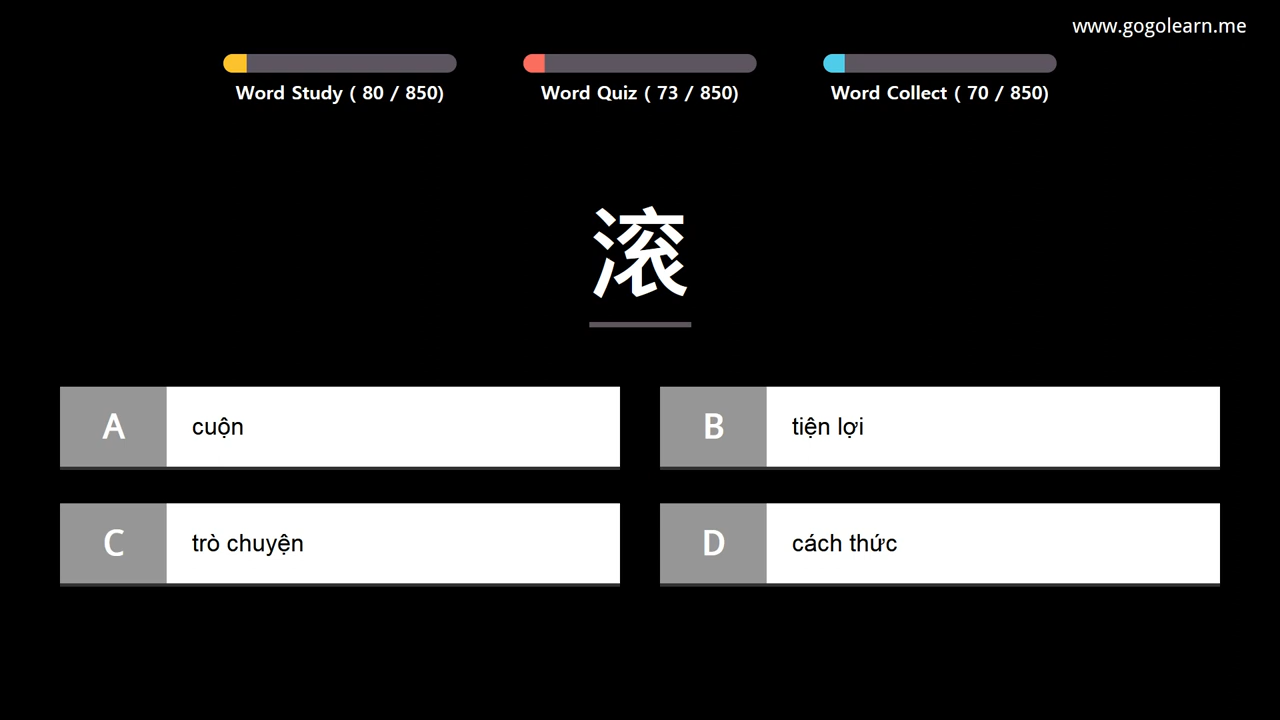 www.gogolearn.me
Word Study ( 80 / 850)
Word Quiz ( 73 / 850)
Word Collect ( 70 / 850)
滚
A cuộn
B tiện lợi
C trò chuyện
D cách thức